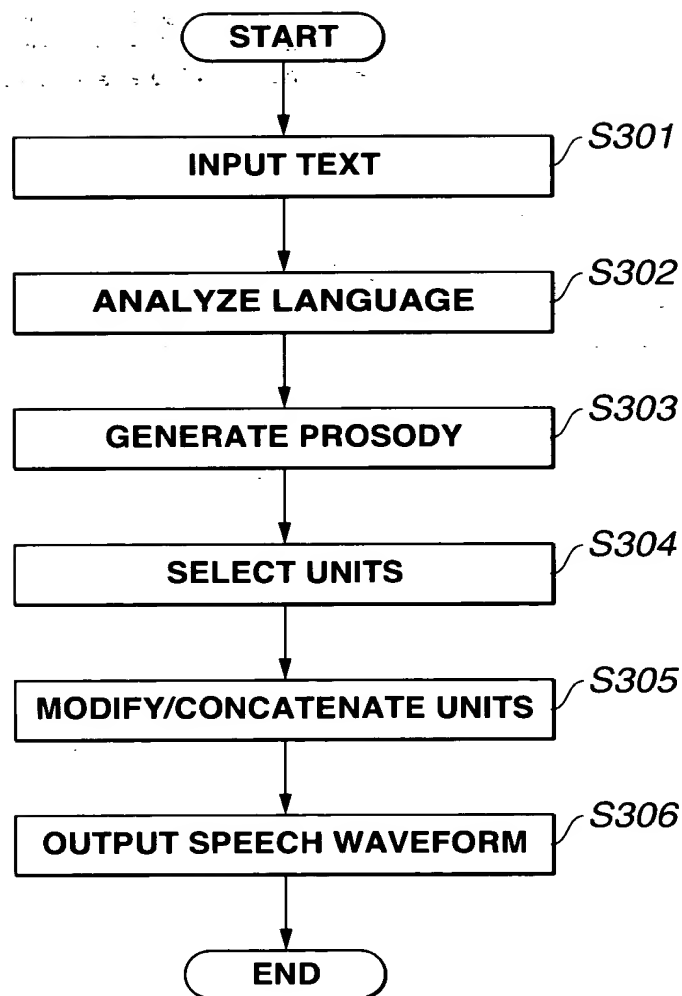 START
S301
INPUT TEXT
S302
ANALYZE LANGUAGE
S303
GENERATE PROSODY
S304
SELECT UNITS
S305
MODIFY/CONCATENATE UNITS
S306
OUTPUT SPEECH WAVEFORM
END